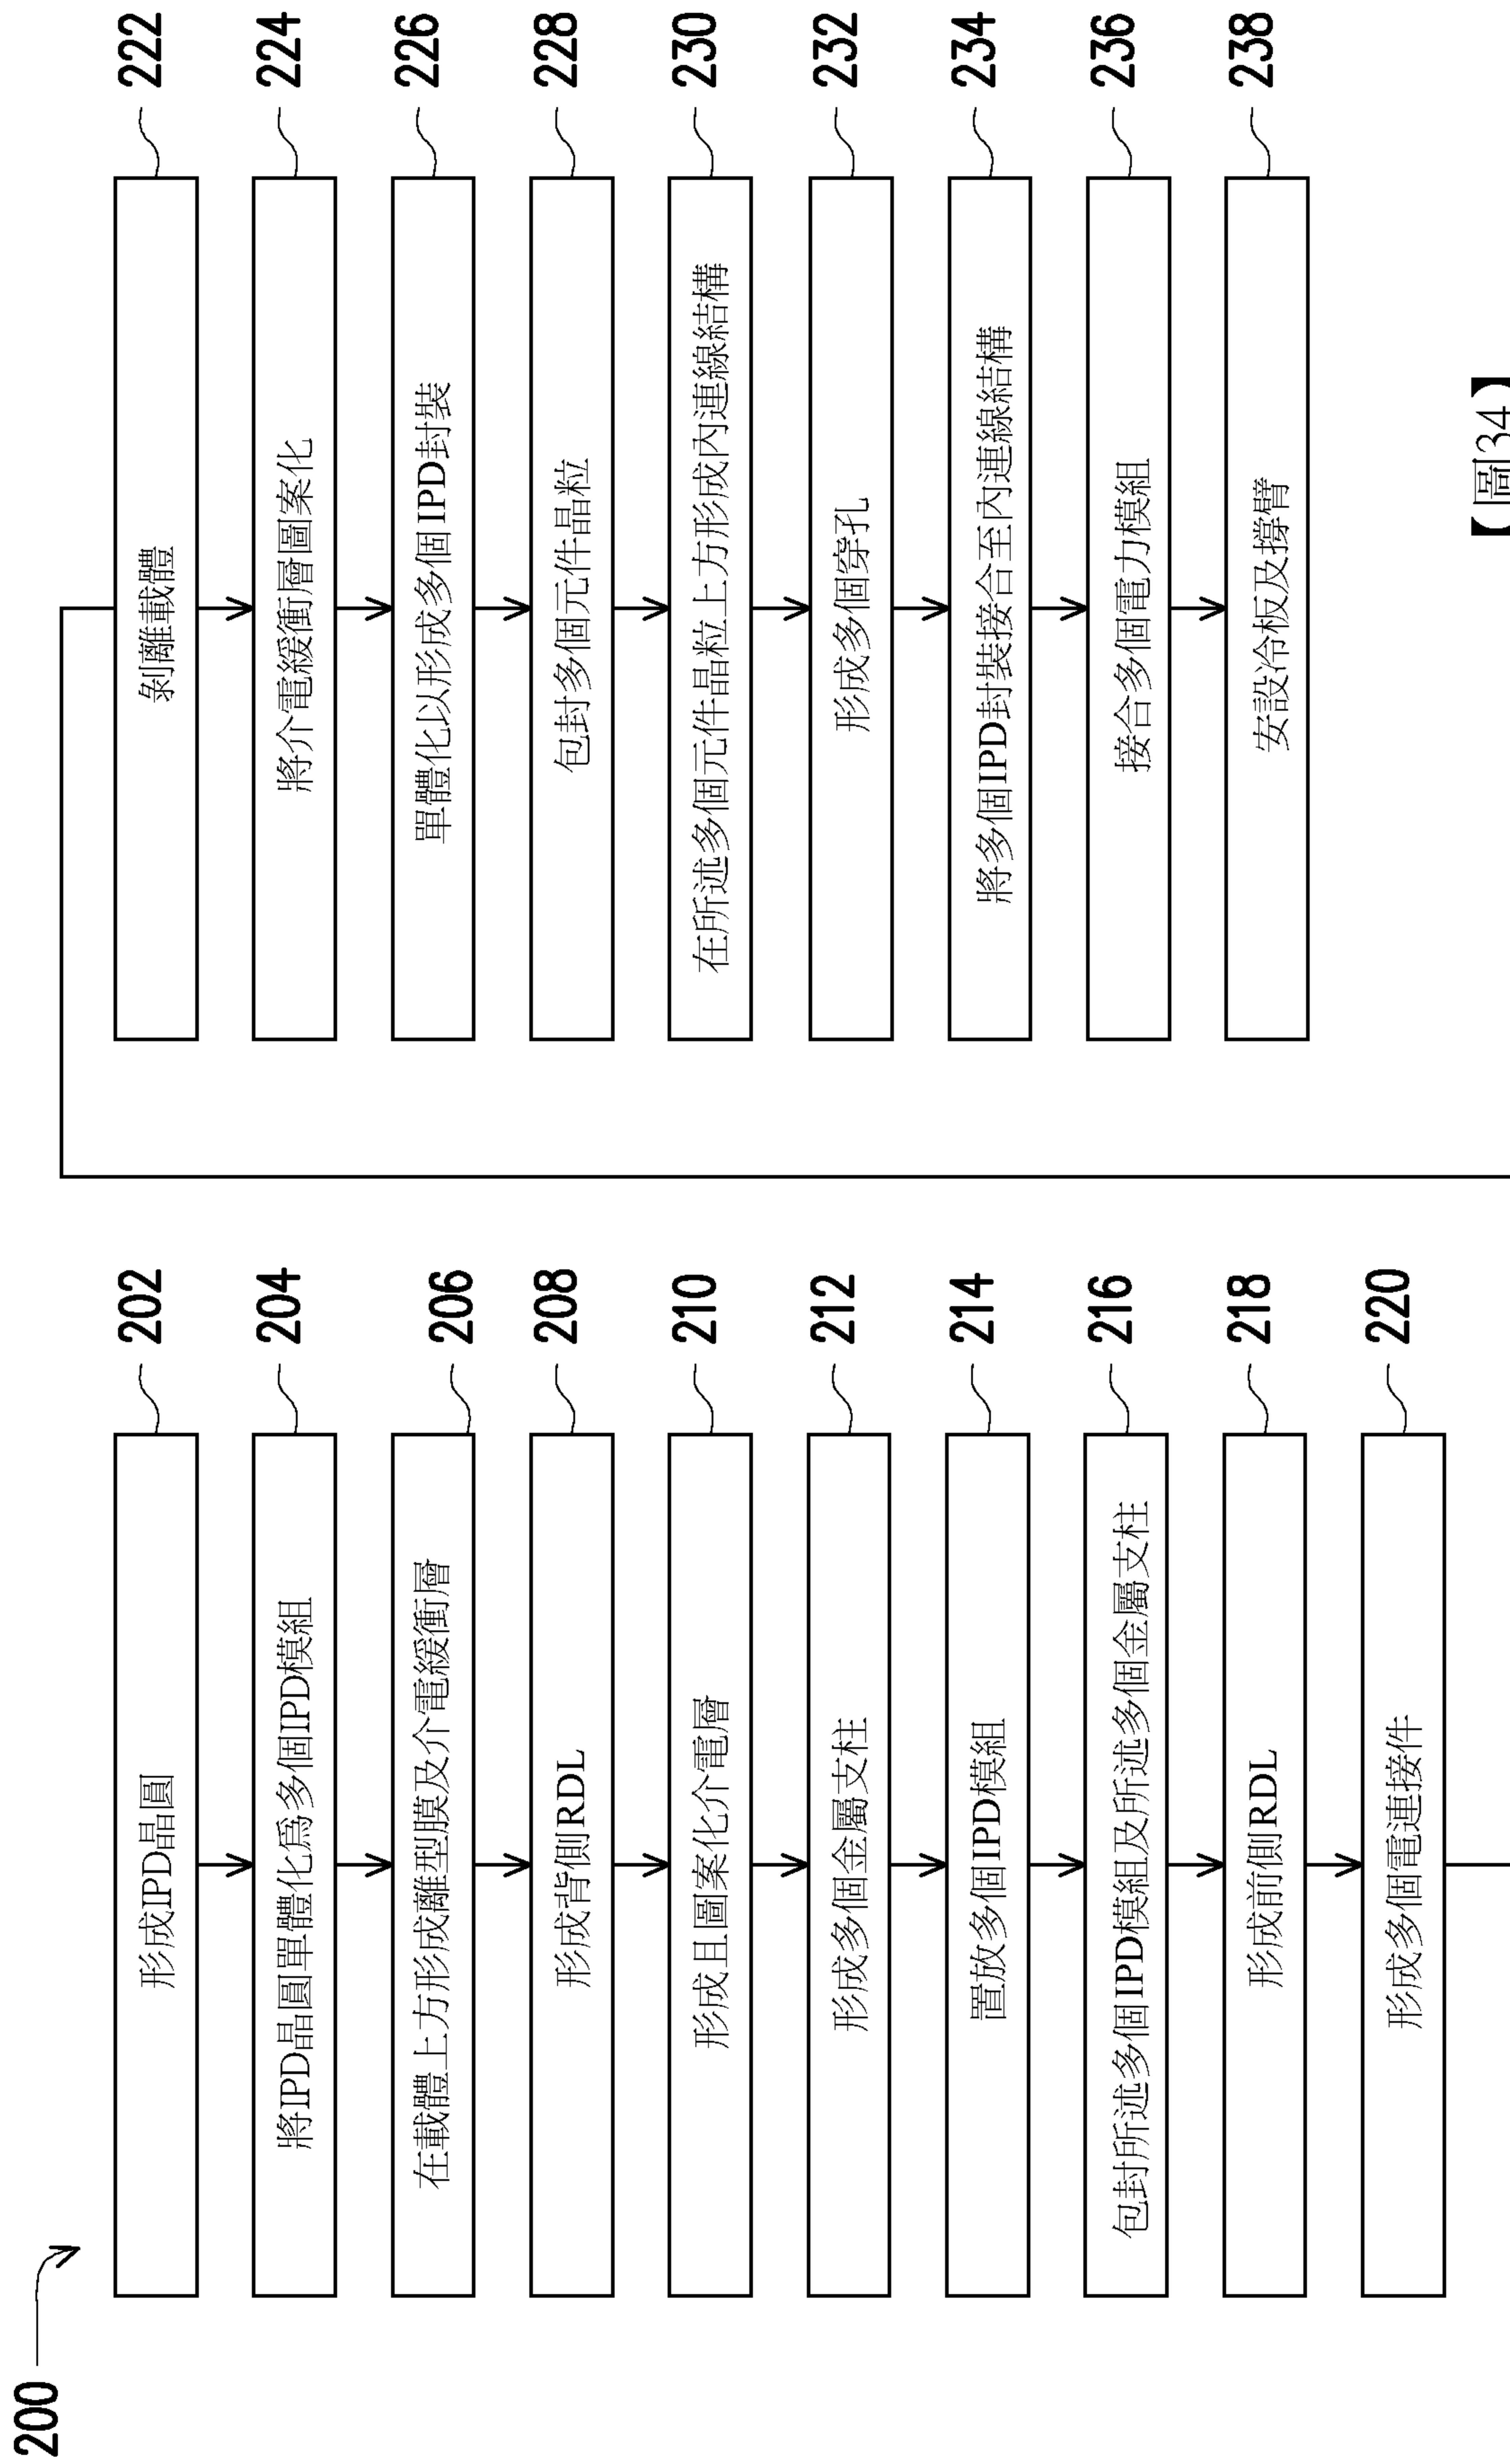 200
形成IPD晶圓
202
將IPD晶圓單體化為多個IPD模組
204
在載體上方形成離型膜及介電緩衝層
206
形成背側RDL
208
形成且圖案化介電層
210
形成多個金屬支柱
212
置放多個IPD模組
214
包封所述多個IPD模組及所述多個金屬支柱
216
形成前側RDL
218
形成多個電連接件
220
剝離載體
222
將介電緩衝層圖案化
224
單體化以形成多個IPD封裝
226
包封多個元件晶粒
228
在所述多個元件晶粒上方形成內連線結構
230
形成多個穿孔
232
將多個IPD封裝接合至內連線結構
234
接合多個電力模組
236
安設冷板及撐臂
238
【圖34】